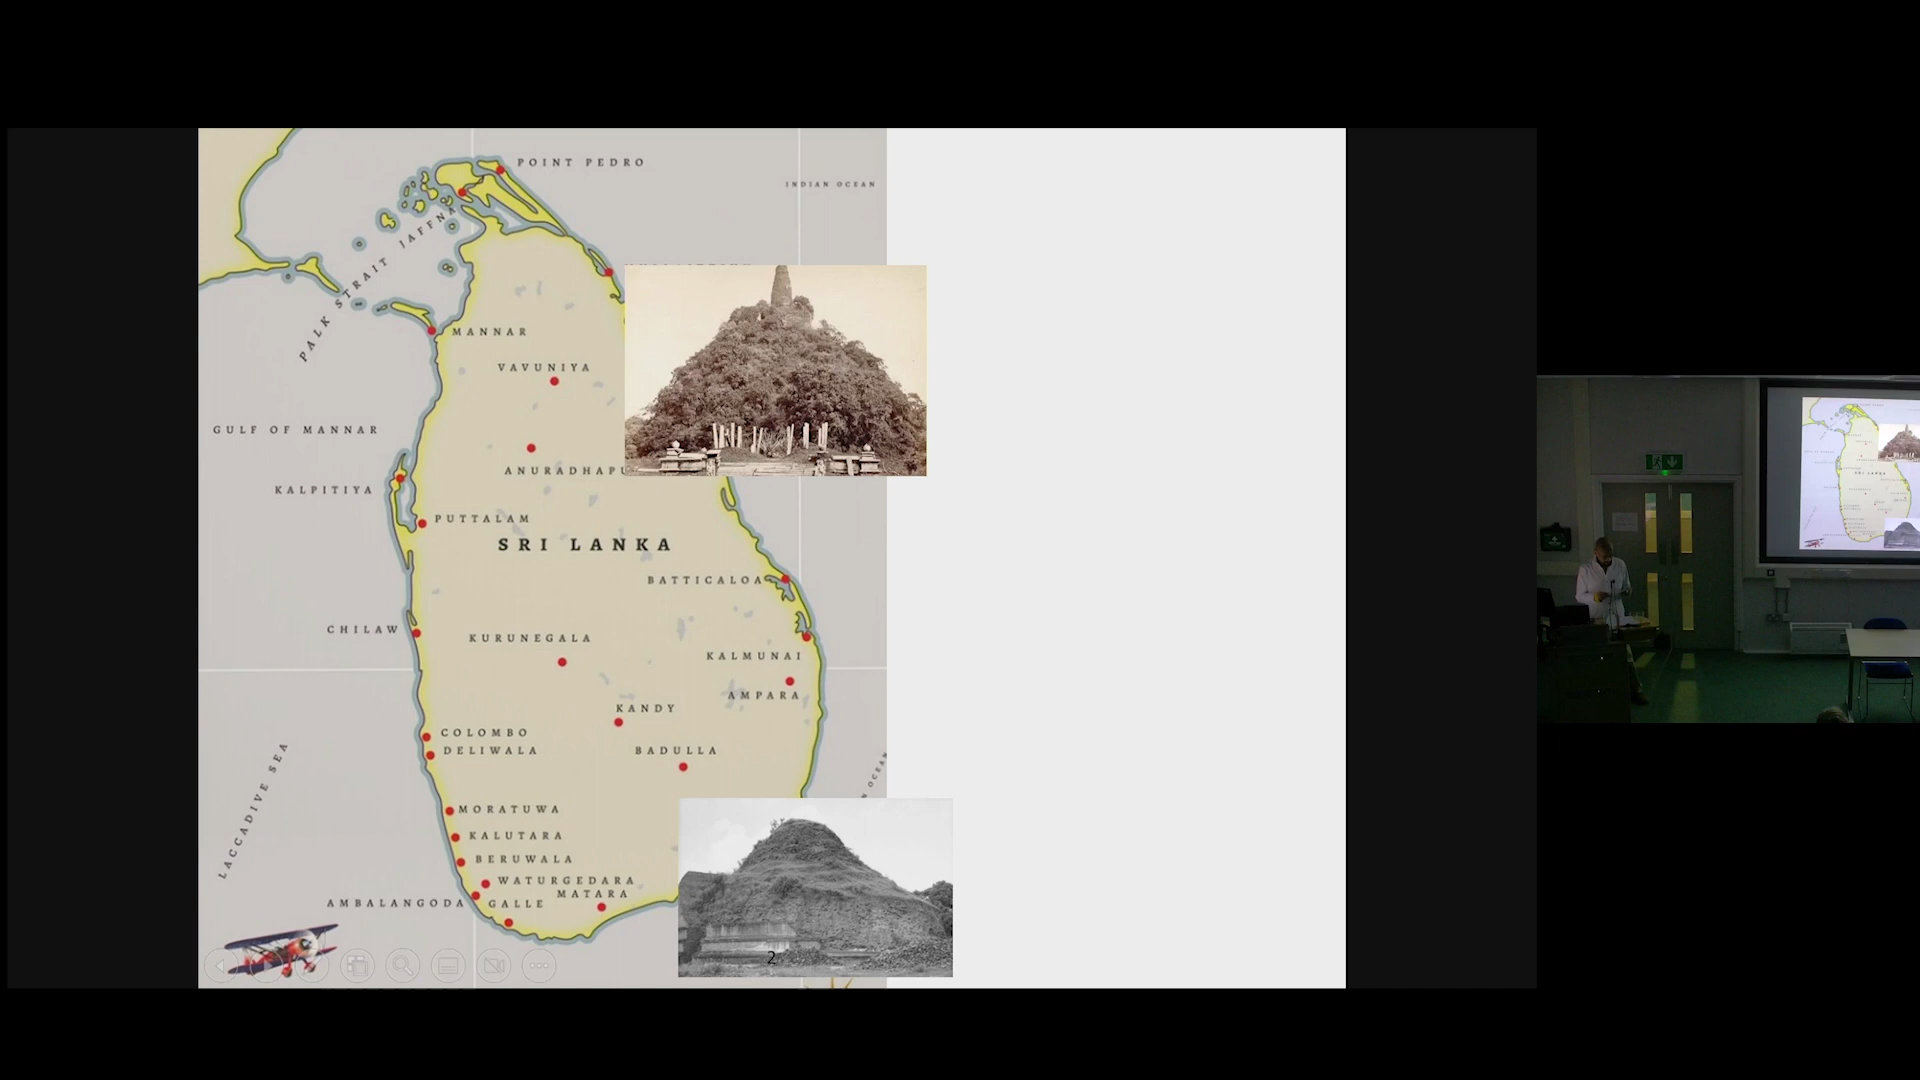 POINT PEDRO
INDIAN OCEAN
JAFFNA
PALK STRAIT
MANNAR
VAVUNIYA
GULF OF MANNAR
ANURADHAPU
KALPITIYA
PUTTALAM
SRI LANKA
BATTICALOA
CHILAW
KURUNEGALA
KALMUNAI
AMPARA
KANDY
COLOMBO
DELIWALA
BADULLA
LACCADIVE SEA
OCEAN
MORATUWA
KALUTARA
BERUWALA
WATURGEDARA
MATARA
AMBALANGODA
GALLE
2